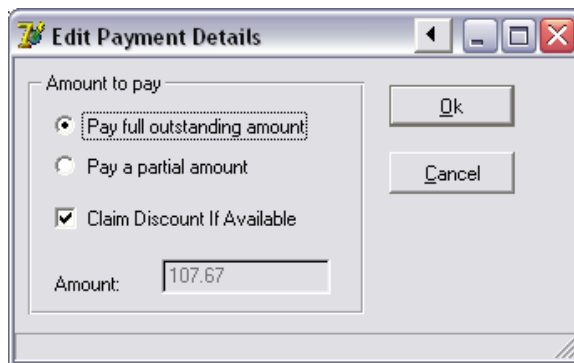 Edit Payment Details
Amount to pay
Pay full outstanding amount
Pay a partial amount
Claim Discount If Available
Amount: 107.67
Ok
Cancel